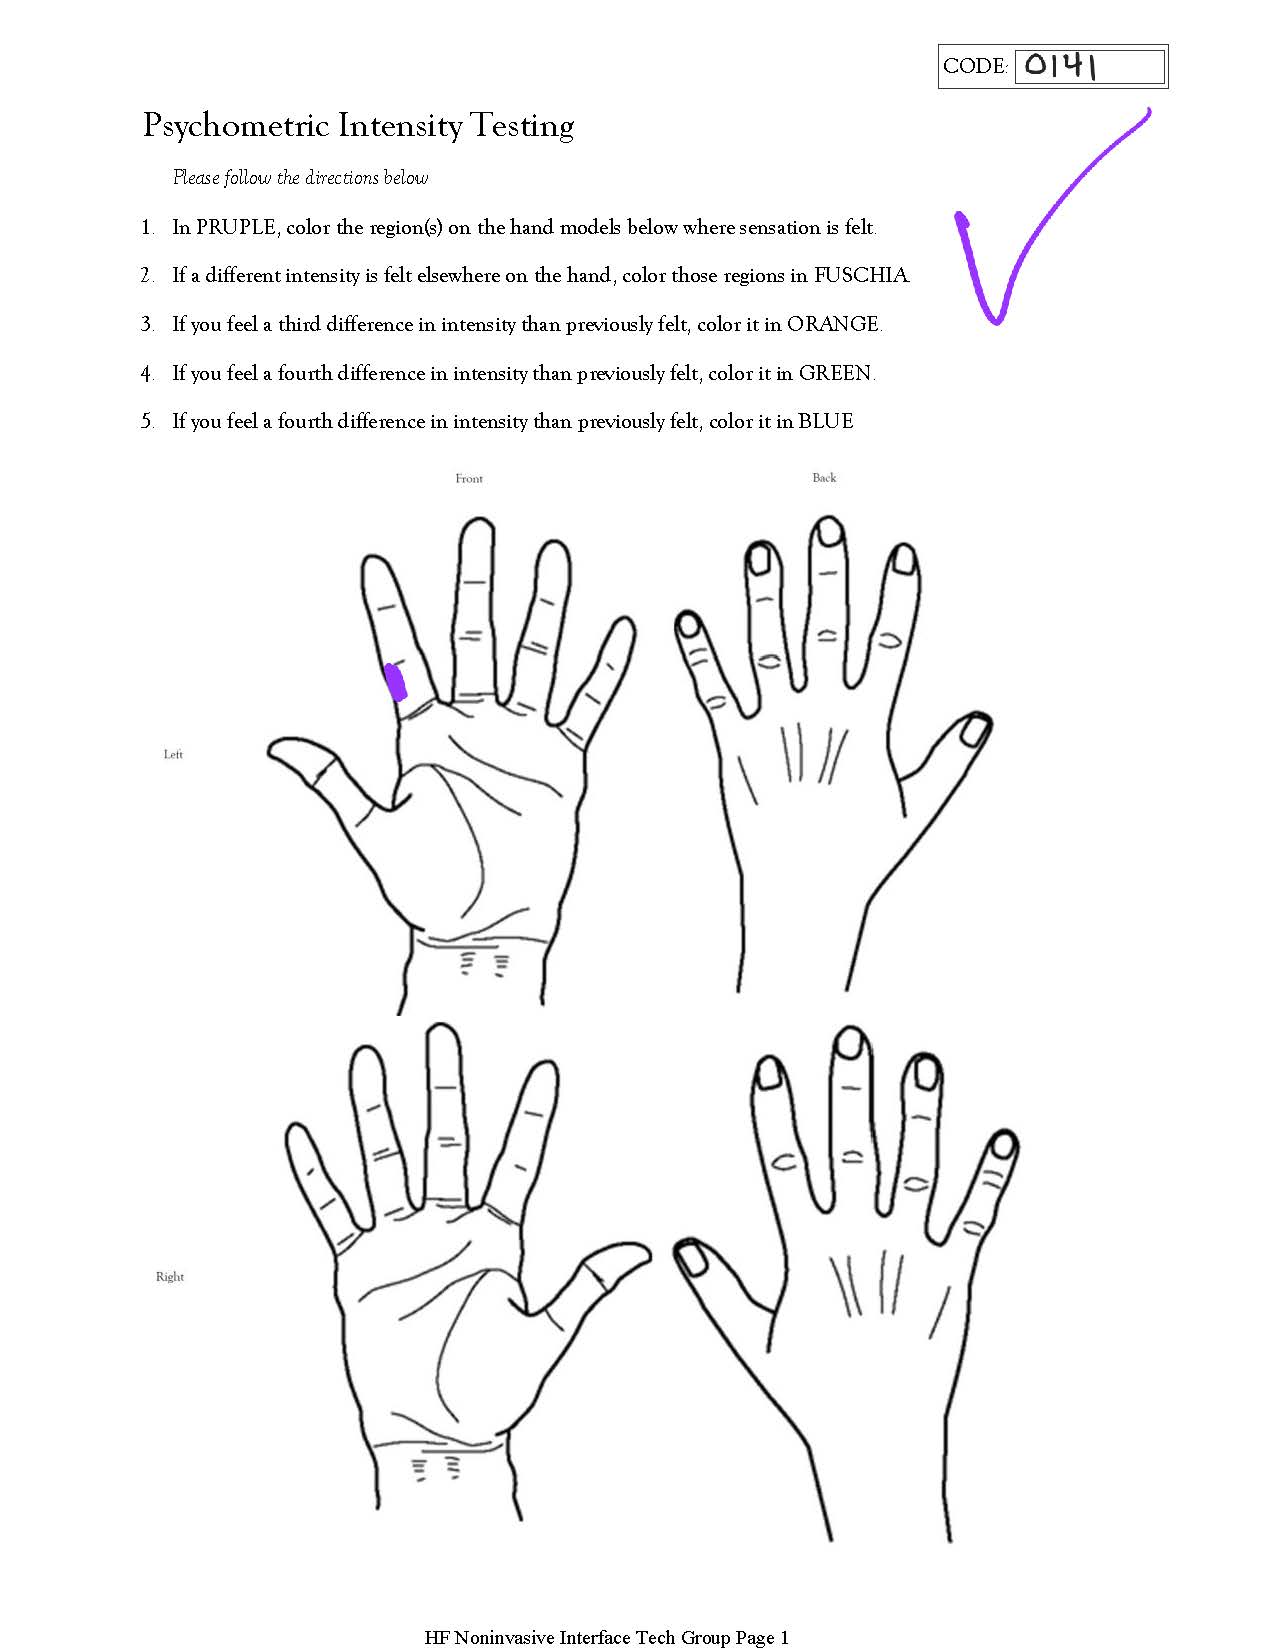 CODE: 0141
Psychometric Intensity Testing
Please follow the directions below
1. In PRUPLE, color the region(s) on the hand models below where sensation is felt.
2. If a different intensity is felt elsewhere on the hand, color those regions in FUSCHIA.
3. If you feel a third difference in intensity than previously felt, color it in ORANGE.
4. If you feel a fourth difference in intensity than previously felt, color it in GREEN.
5. If you feel a fourth difference in intensity than previously felt, color it in BLUE
Front Back
Left
Right
HF Noninvasive Interface Tech Group Page 1